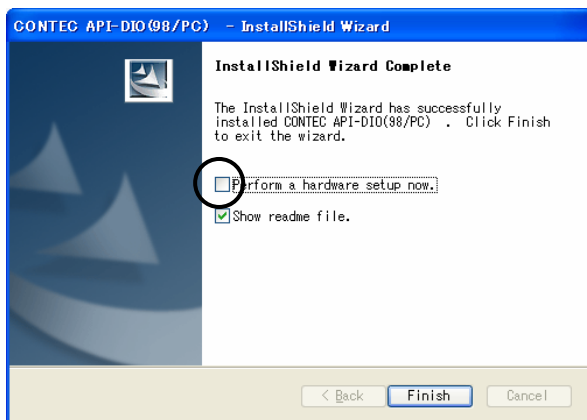 CONTEC API-DIO(98/PC) - InstallShield Wizard
InstallShield Wizard Complete
The InstallShield Wizard has successfully
installed CONTEC API-DIO(98/PC) . Click Finish
to exit the wizard.
Perform a hardware setup now.
Show readme file.
< Back
Finish
Cancel